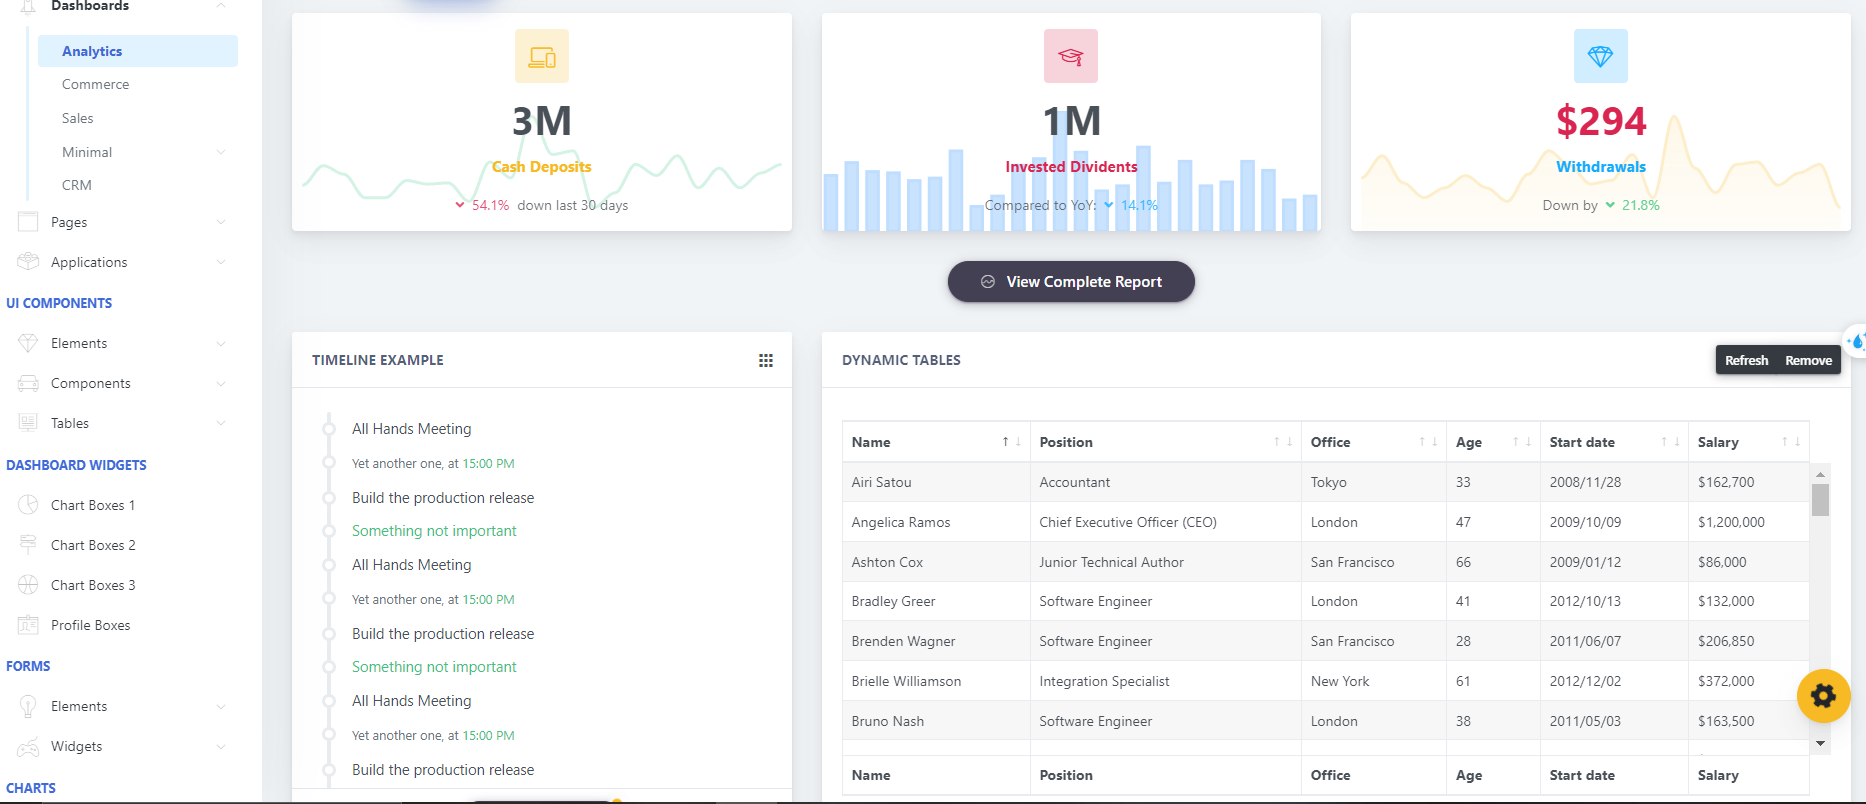 Dashboards
Analytics
Commerce
Sales
Minimal
CRM
Pages
Applications
UI COMPONENTS
Elements
Components
Tables
DASHBOARD WIDGETS
Chart Boxes 1
Chart Boxes 2
Chart Boxes 3
Profile Boxes
FORMS
Elements
Widgets
CHARTS
3M
Cash Deposits
54.1% down last 30 days
1M
Invested Dividents
Compared to YoY: 14.1%
$294
Withdrawals
Down by 21.8%
View Complete Report
TIMELINE EXAMPLE
All Hands Meeting
Yet another one, at 15:00 PM
Build the production release
Something not important
All Hands Meeting
Yet another one, at 15:00 PM
Build the production release
Something not important
All Hands Meeting
Yet another one, at 15:00 PM
Build the production release
DYNAMIC TABLES
Refresh Remove
Name Position Office Age Start date Salary
Airi Satou Accountant Tokyo 33 2008/11/28 $162,700
Angelica Ramos Chief Executive Officer (CEO) London 47 2009/10/09 $1,200,000
Ashton Cox Junior Technical Author San Francisco 66 2009/01/12 $86,000
Bradley Greer Software Engineer London 41 2012/10/13 $132,000
Brenden Wagner Software Engineer San Francisco 28 2011/06/07 $206,850
Brielle Williamson Integration Specialist New York 61 2012/12/02 $372,000
Bruno Nash Software Engineer London 38 2011/05/03 $163,500
Name Position Office Age Start date Salary